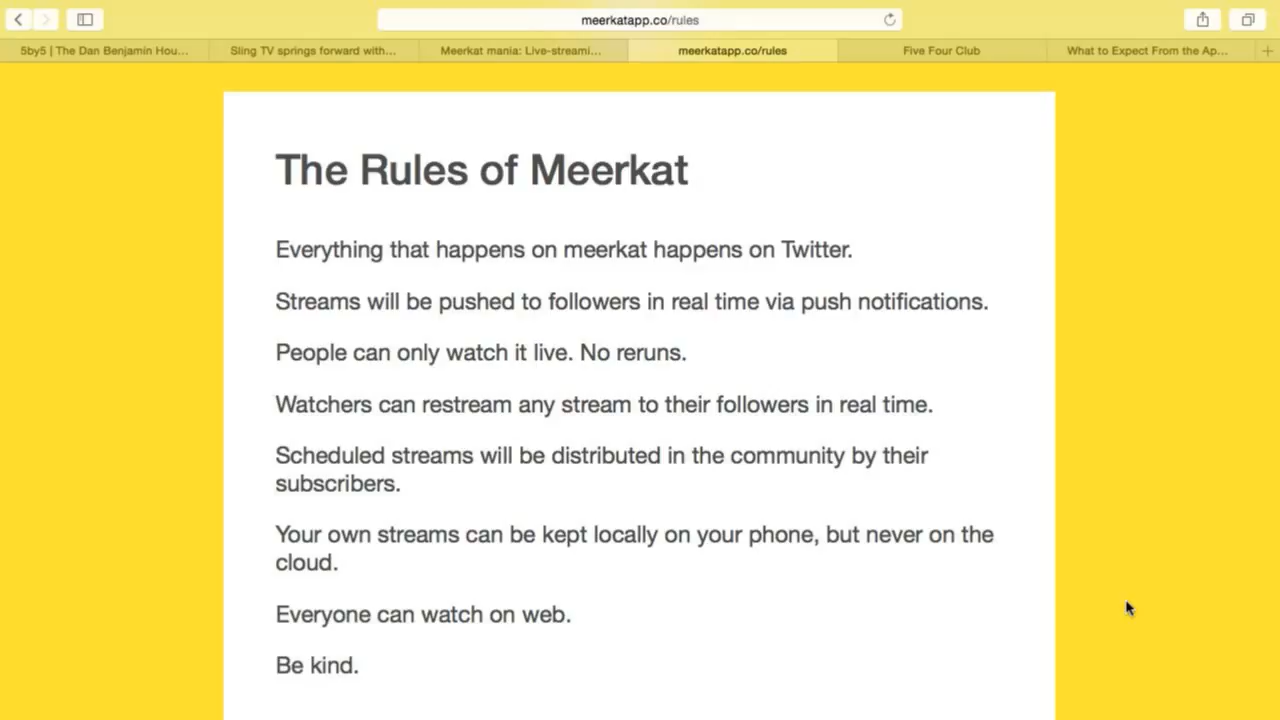 meerkatapp.co/rules
5by5 | The Dan Benjamin Hou...
Sling TV springs forward with...
Meerkat mania: Live-streami...
meerkatapp.co/rules
Five Four Club
What to Expect From the Ap...
The Rules of Meerkat
Everything that happens on meerkat happens on Twitter.
Streams will be pushed to followers in real time via push notifications.
People can only watch it live. No reruns.
Watchers can restream any stream to their followers in real time.
Scheduled streams will be distributed in the community by their
subscribers.
Your own streams can be kept locally on your phone, but never on the
cloud.
Everyone can watch on web.
Be kind.